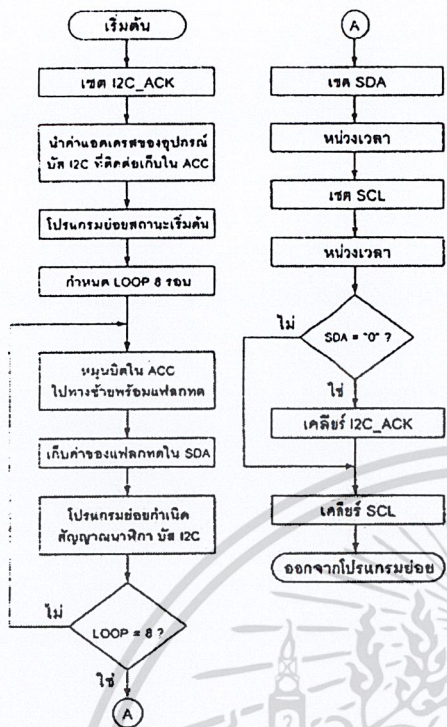 เริ่มต้น
เซต I2C_ACK
นำค่าแอดเดรสของอุปกรณ์
บัส I2C ที่ติดต่อเก็บใน ACC
โปรแกรมย่อยสถานะเริ่มต้น
กำหนด LOOP 8 รอบ
หมุนบิตใน ACC
ไปทางซ้ายพร้อมแฟลกทด
เก็บค่าของแฟลกทดใน SDA
โปรแกรมย่อยกำเนิด
สัญญาณนาฬิกา บัส I2C
ไม่
LOOP = 8 ?
ใช่
A
A
เซต SDA
หน่วงเวลา
เซต SCL
หน่วงเวลา
ไม่
SDA = "0" ?
ใช่
เคลียร์ I2C_ACK
เคลียร์ SCL
ออกจากโปรแกรมย่อย